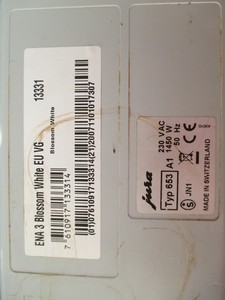 ENA 3 Blossom White EU VG 13331
Blossom White
7 610917 133314
(01)07610917133314(21)20071101017307
230 VAC
1450 W
50 Hz
jura
Typ 653 A1
MADE IN SWITZERLAND
S JN1